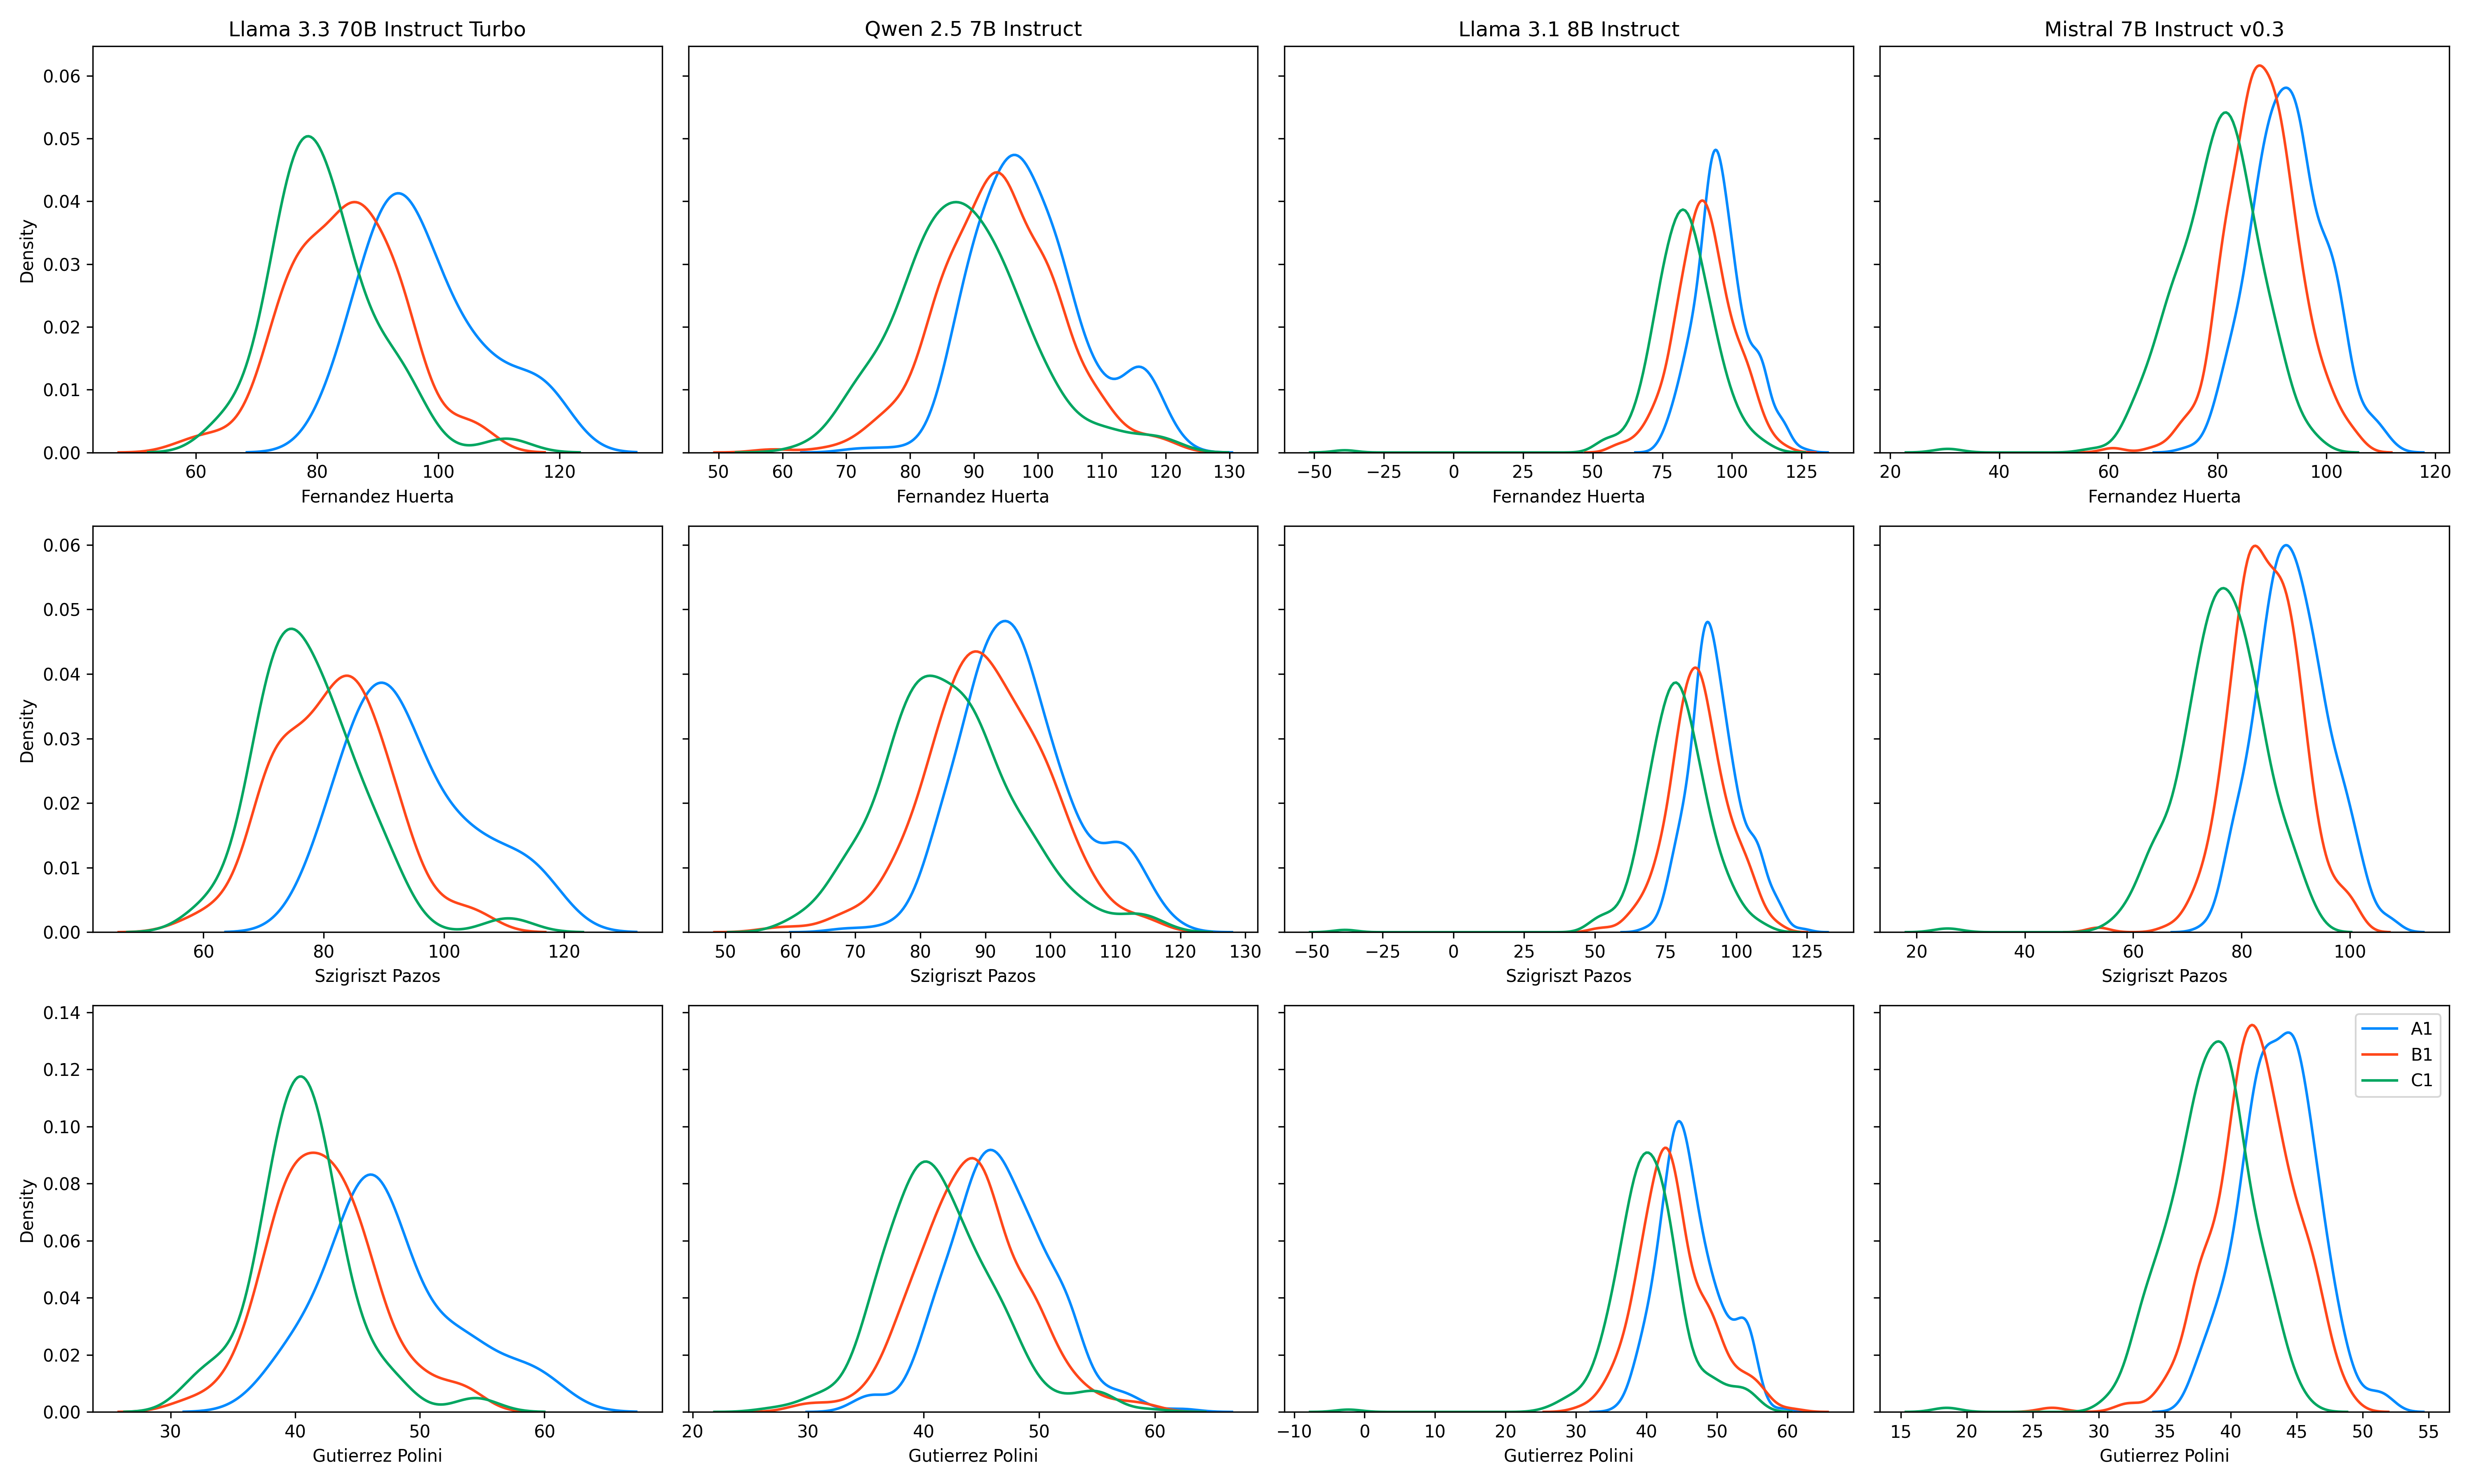 Llama 3.3 70B Instruct Turbo
Qwen 2.5 7B Instruct
Llama 3.1 8B Instruct
Mistral 7B Instruct v0.3
Density
0.06
0.05
0.04
0.03
0.02
0.01
0.00
60 80 100 120
50 60 70 80 90 100 110 120 130
−50 −25 0 25 50 75 100 125
20 40 60 80 100 120
Fernandez Huerta
Fernandez Huerta
Fernandez Huerta
Fernandez Huerta
Density
0.06
0.05
0.04
0.03
0.02
0.01
0.00
60 80 100 120
50 60 70 80 90 100 110 120 130
−50 −25 0 25 50 75 100 125
20 40 60 80 100
Szigriszt Pazos
Szigriszt Pazos
Szigriszt Pazos
Szigriszt Pazos
Density
0.14
0.12
0.10
0.08
0.06
0.04
0.02
0.00
A1
B1
C1
30 40 50 60
20 30 40 50 60
−10 0 10 20 30 40 50 60
15 20 25 30 35 40 45 50 55
Gutierrez Polini
Gutierrez Polini
Gutierrez Polini
Gutierrez Polini